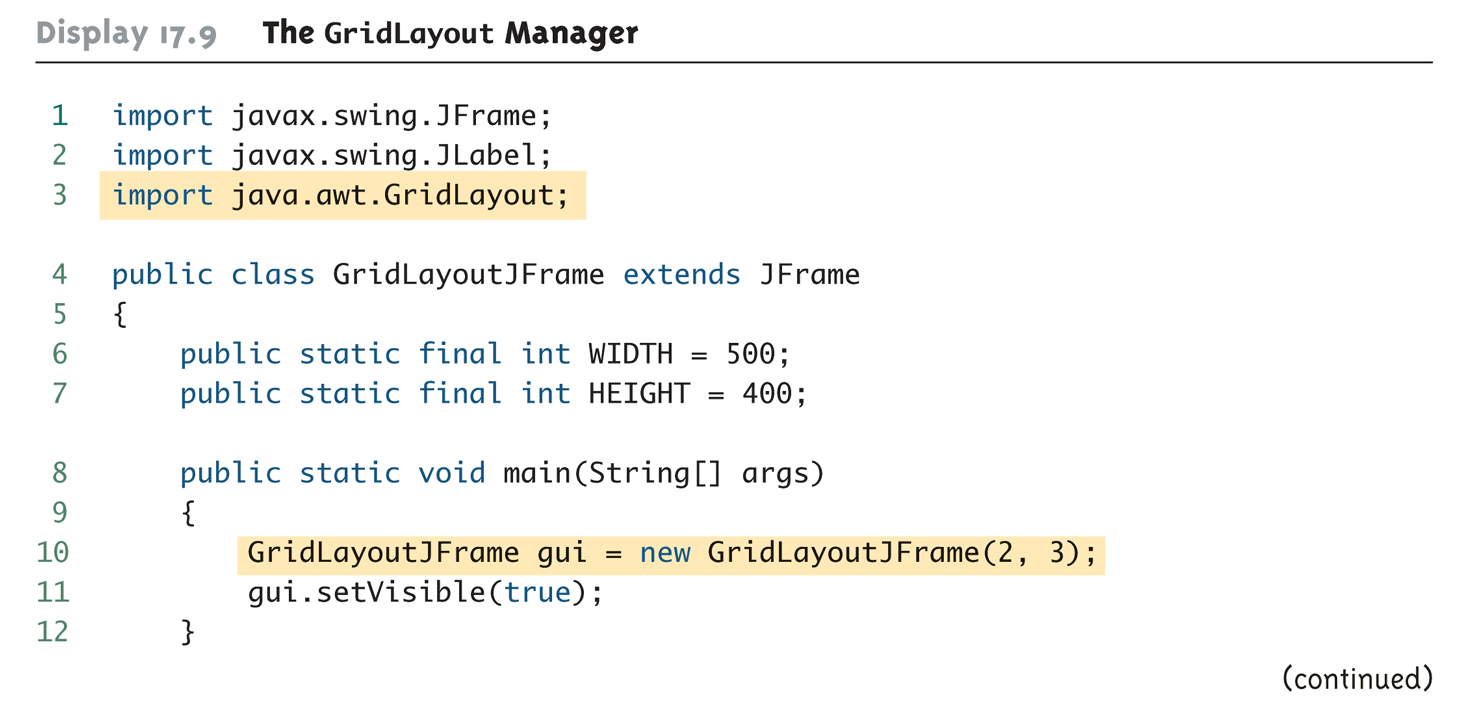 Display 17.9 The GridLayout Manager
1 import javax.swing.JFrame;
2 import javax.swing.JLabel;
3 import java.awt.GridLayout;
4 public class GridLayoutJFrame extends JFrame
5 {
6 public static final int WIDTH = 500;
7 public static final int HEIGHT = 400;
8 public static void main(String[] args)
9 {
10 GridLayoutJFrame gui = new GridLayoutJFrame(2, 3);
11 gui.setVisible(true);
12 }
(continued)